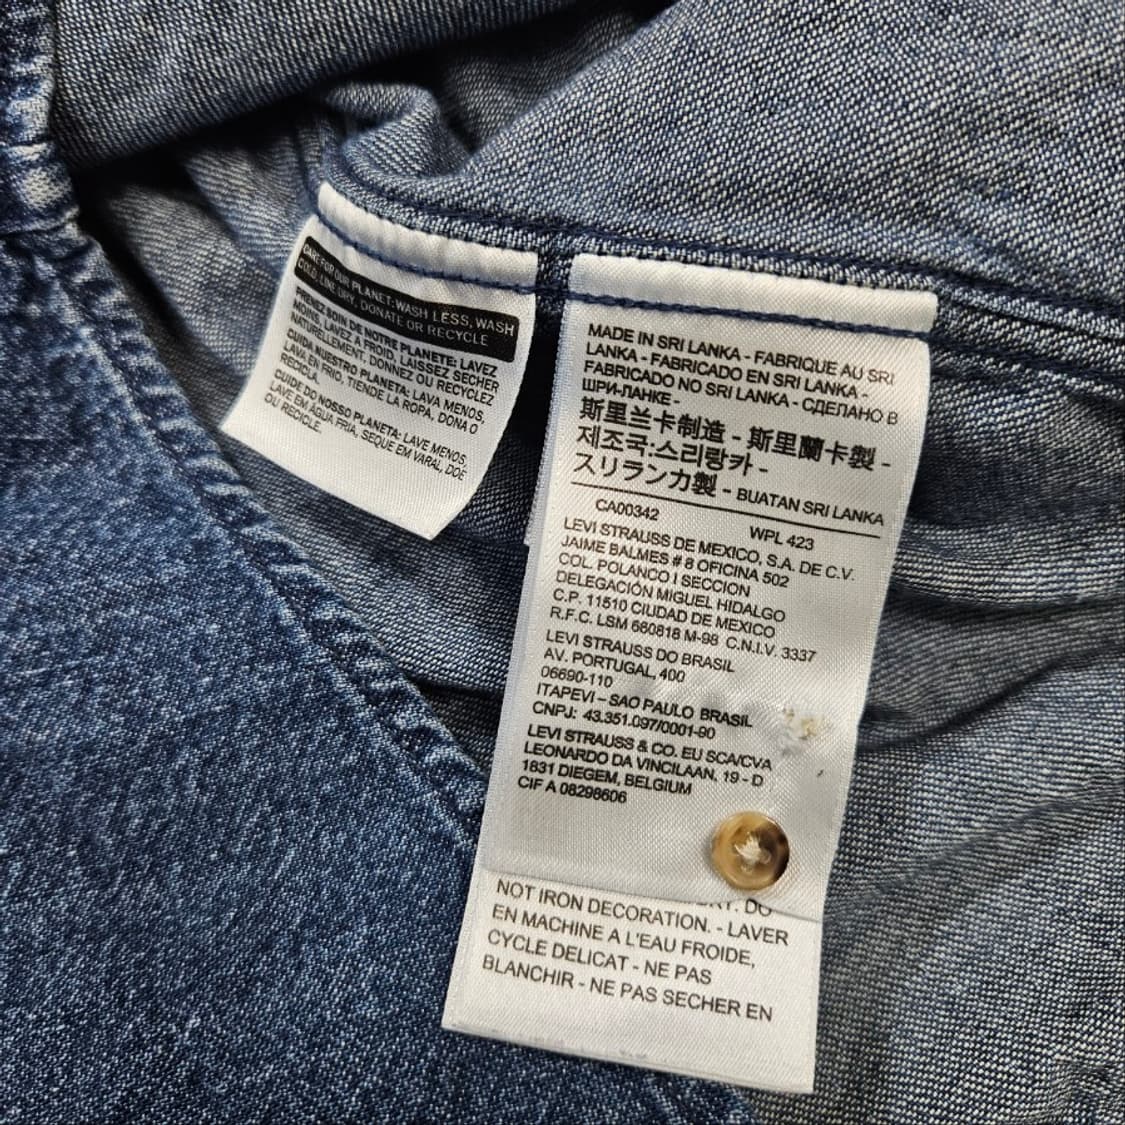 CARE FOR OUR PLANET: WASH LESS, WASH
COLD, LINE DRY, DONATE OR RECYCLE
PRENEZ SOIN DE NOTRE PLANETE: LAVEZ
MOINS, LAVEZ A FROID, LAISSEZ SECHER
NATURELLEMENT, DONNEZ OU RECYCLEZ
CUIDA NUESTRO PLANETA: LAVA MENOS,
LAVA EN FRIO, TIENDE LA ROPA, DONA O
RECICLA.
CUIDE DO NOSSO PLANETA: LAVE MENOS,
LAVE EM ÁGUA FRIA, SEQUE EM VARAL, DOE
OU RECICLE.
MADE IN SRI LANKA - FABRIQUE AU SRI
LANKA - FABRICADO EN SRI LANKA -
FABRICADO NO SRI LANKA - СДЕЛАНО В
ШРИ-ЛАНКЕ -
斯里兰卡制造 - 斯里蘭卡製 -
제조국:스리랑카 -
スリランカ製 - BUATAN SRI LANKA
CA00342 WPL 423
LEVI STRAUSS DE MEXICO, S.A. DE C.V.
JAIME BALMES # 8 OFICINA 502
COL. POLANCO I SECCION
DELEGACIÓN MIGUEL HIDALGO
C.P. 11510 CIUDAD DE MEXICO
R.F.C. LSM 660818 M-98 C.N.I.V. 3337
LEVI STRAUSS DO BRASIL
AV. PORTUGAL, 400
06690-110
ITAPEVI – SAO PAULO BRASIL
CNPJ: 43.351.097/0001-90
LEVI STRAUSS & CO. EU SCA/CVA
LEONARDO DA VINCILAAN, 19 - D
1831 DIEGEM, BELGIUM
CIF A 08298606
DO
NOT IRON DECORATION. - LAVER
EN MACHINE A L'EAU FROIDE,
CYCLE DELICAT - NE PAS
BLANCHIR - NE PAS SECHER EN